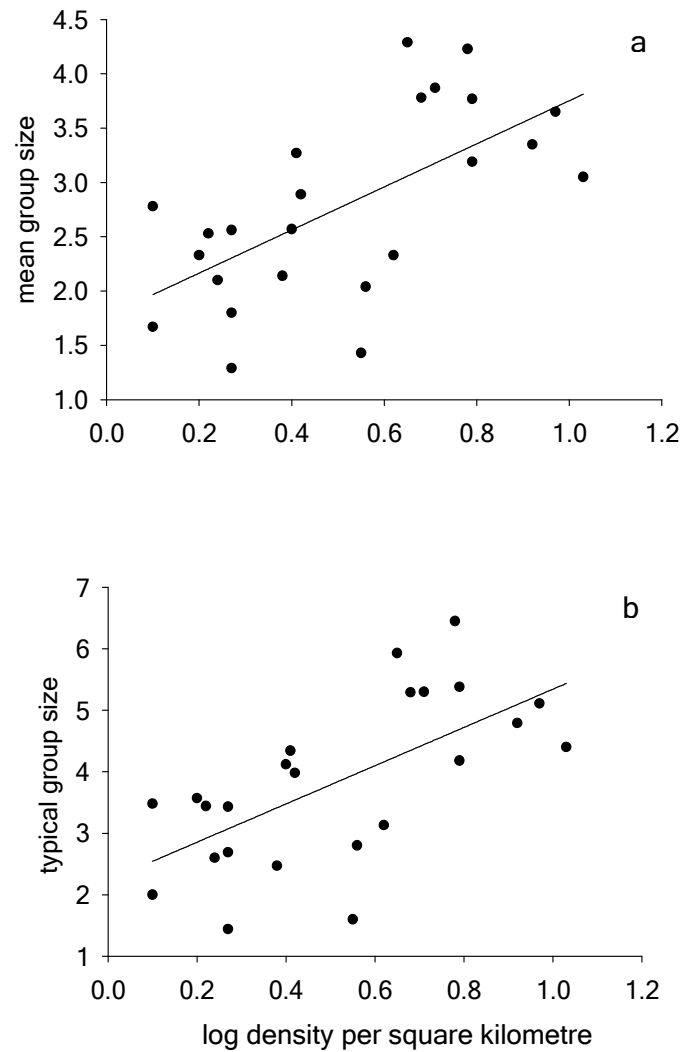 a
mean group size
4.5
4.0
3.5
3.0
2.5
2.0
1.5
1.0
0.0 0.2 0.4 0.6 0.8 1.0 1.2
b
typical group size
7
6
5
4
3
2
1
0.0 0.2 0.4 0.6 0.8 1.0 1.2
log density per square kilometre